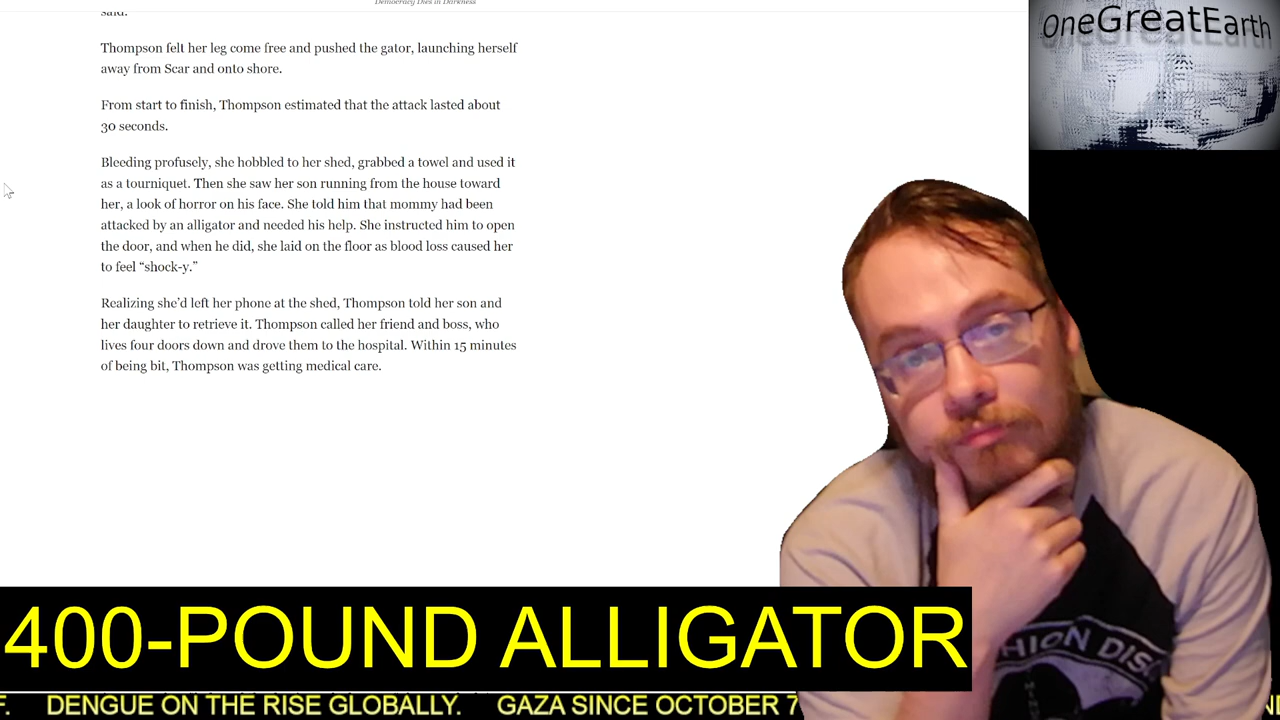 Democracy Dies in Darkness
said.
Thompson felt her leg come free and pushed the gator, launching herself
away from Scar and onto shore.
From start to finish, Thompson estimated that the attack lasted about
30 seconds.
Bleeding profusely, she hobbled to her shed, grabbed a towel and used it
as a tourniquet. Then she saw her son running from the house toward
her, a look of horror on his face. She told him that mommy had been
attacked by an alligator and needed his help. She instructed him to open
the door, and when he did, she laid on the floor as blood loss caused her
to feel “shock-y.”
Realizing she’d left her phone at the shed, Thompson told her son and
her daughter to retrieve it. Thompson called her friend and boss, who
lives four doors down and drove them to the hospital. Within 15 minutes
of being bit, Thompson was getting medical care.
OneGreatEarth
400-POUND ALLIGATOR
F. DENGUE ON THE RISE GLOBALLY. GAZA SINCE OCTOBER 7